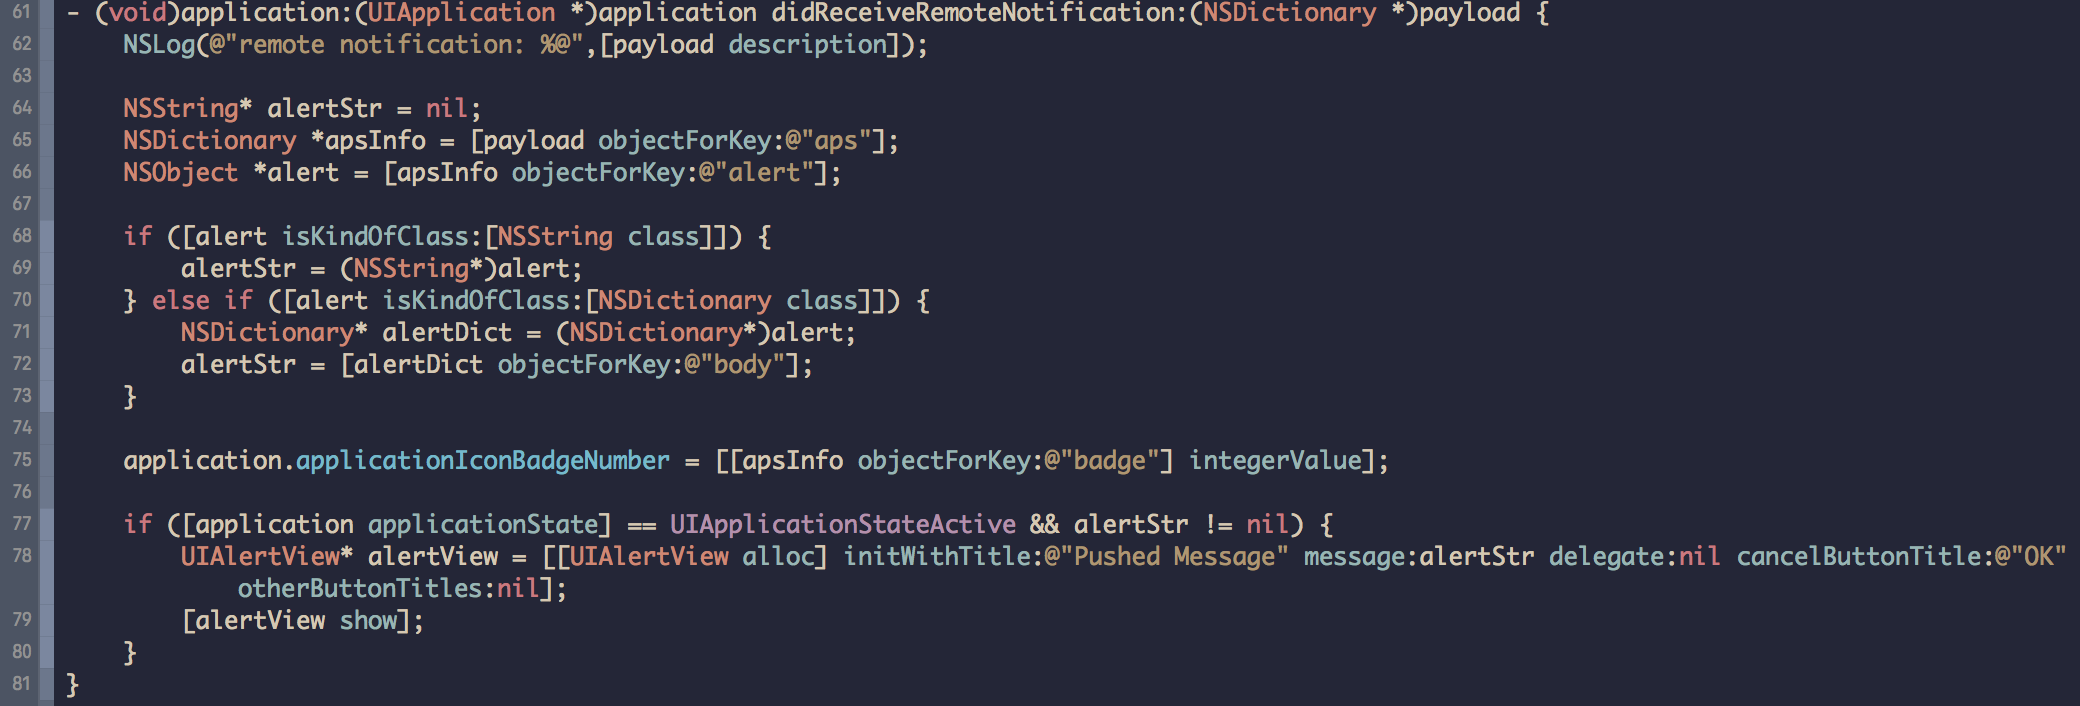 61 - (void)application:(UIApplication *)application didReceiveRemoteNotification:(NSDictionary *)payload {
62     NSLog(@"remote notification: %@",[payload description]);
63
64     NSString* alertStr = nil;
65     NSDictionary *apsInfo = [payload objectForKey:@"aps"];
66     NSObject *alert = [apsInfo objectForKey:@"alert"];
67
68     if ([alert isKindOfClass:[NSString class]]) {
69         alertStr = (NSString*)alert;
70     } else if ([alert isKindOfClass:[NSDictionary class]]) {
71         NSDictionary* alertDict = (NSDictionary*)alert;
72         alertStr = [alertDict objectForKey:@"body"];
73     }
74
75     application.applicationIconBadgeNumber = [[apsInfo objectForKey:@"badge"] integerValue];
76
77     if ([application applicationState] == UIApplicationStateActive && alertStr != nil) {
78         UIAlertView* alertView = [[UIAlertView alloc] initWithTitle:@"Pushed Message" message:alertStr delegate:nil cancelButtonTitle:@"OK"
            otherButtonTitles:nil];
79         [alertView show];
80     }
81 }